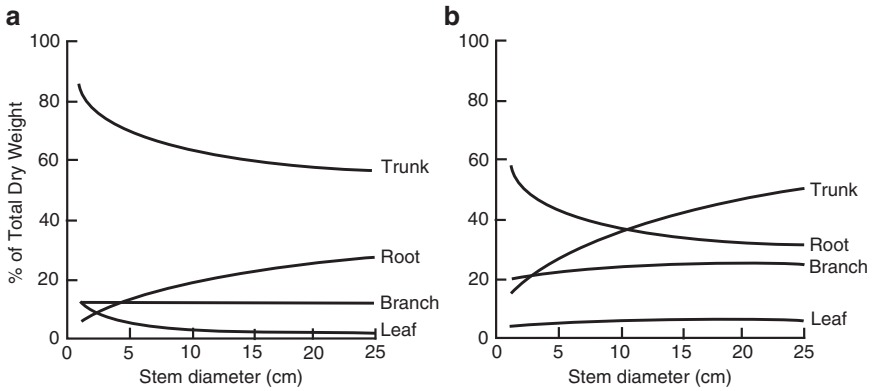 a
100
80
60
40
20
0
% of Total Dry Weight
Trunk
Root
Branch
Leaf
0 5 10 15 20 25
Stem diameter (cm)
b
100
80
60
40
20
0
Trunk
Root
Branch
Leaf
0 5 10 15 20 25
Stem diameter (cm)